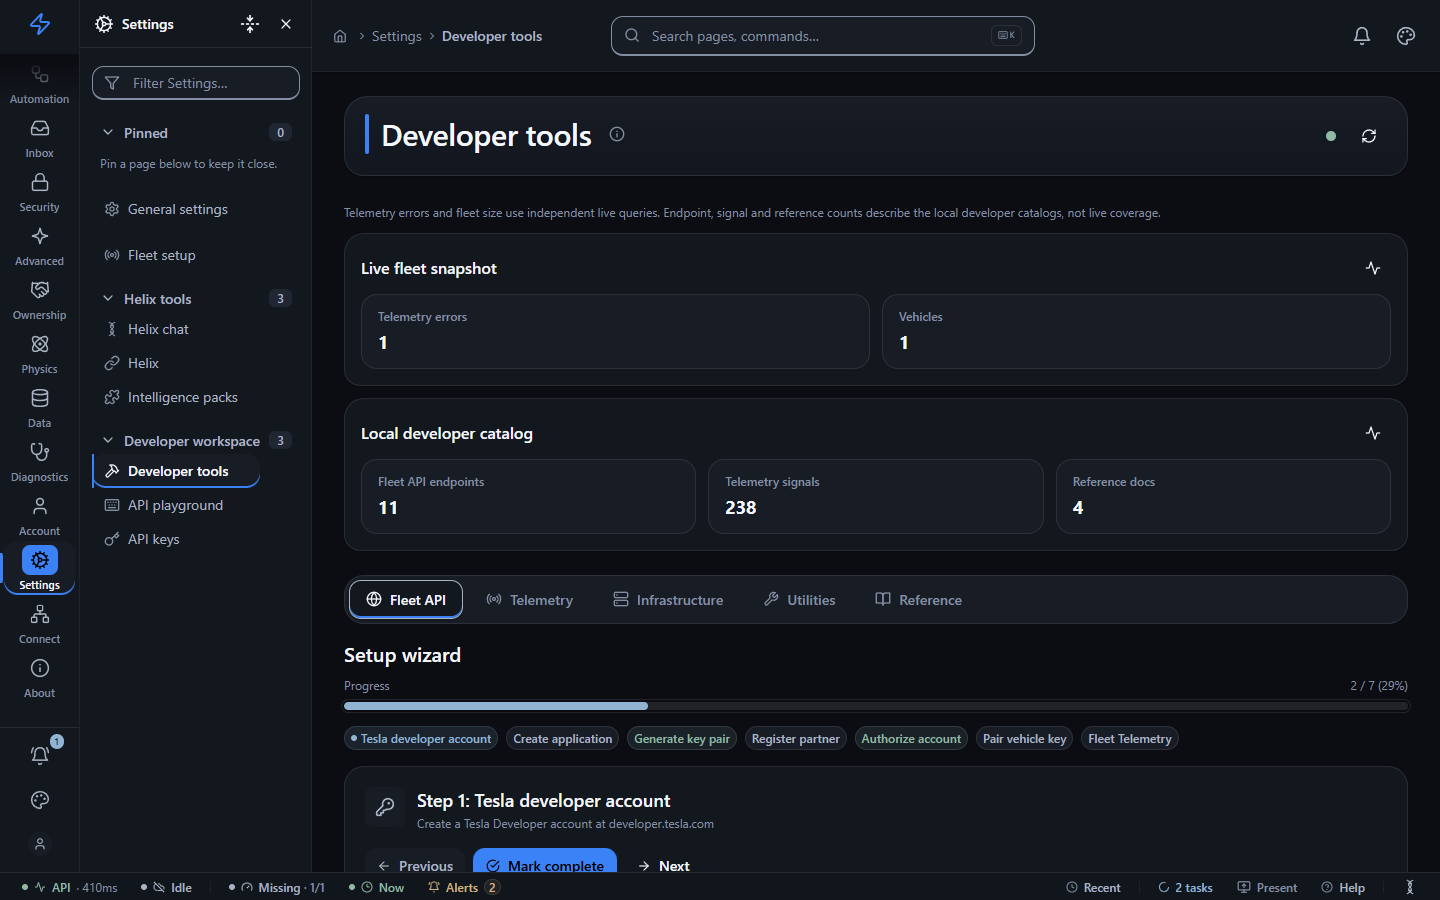 Settings
Automation
Inbox
Security
Advanced
Ownership
Physics
Data
Diagnostics
Account
Settings
Connect
About
1
Filter Settings...
Pinned
0
Pin a page below to keep it close.
General settings
Fleet setup
Helix tools
3
Helix chat
Helix
Intelligence packs
Developer workspace
3
Developer tools
API playground
API keys
Settings
Developer tools
Search pages, commands...
K
Developer tools
Telemetry errors and fleet size use independent live queries. Endpoint, signal and reference counts describe the local developer catalogs, not live coverage.
Live fleet snapshot
Telemetry errors
1
Vehicles
1
Local developer catalog
Fleet API endpoints
11
Telemetry signals
238
Reference docs
4
Fleet API
Telemetry
Infrastructure
Utilities
Reference
Setup wizard
Progress
2 / 7 (29%)
Tesla developer account
Create application
Generate key pair
Register partner
Authorize account
Pair vehicle key
Fleet Telemetry
Step 1: Tesla developer account
Create a Tesla Developer account at developer.tesla.com
Previous
Mark complete
Next
API · 410ms
Idle
Missing · 1/1
Now
Alerts 2
Recent
2 tasks
Present
Help